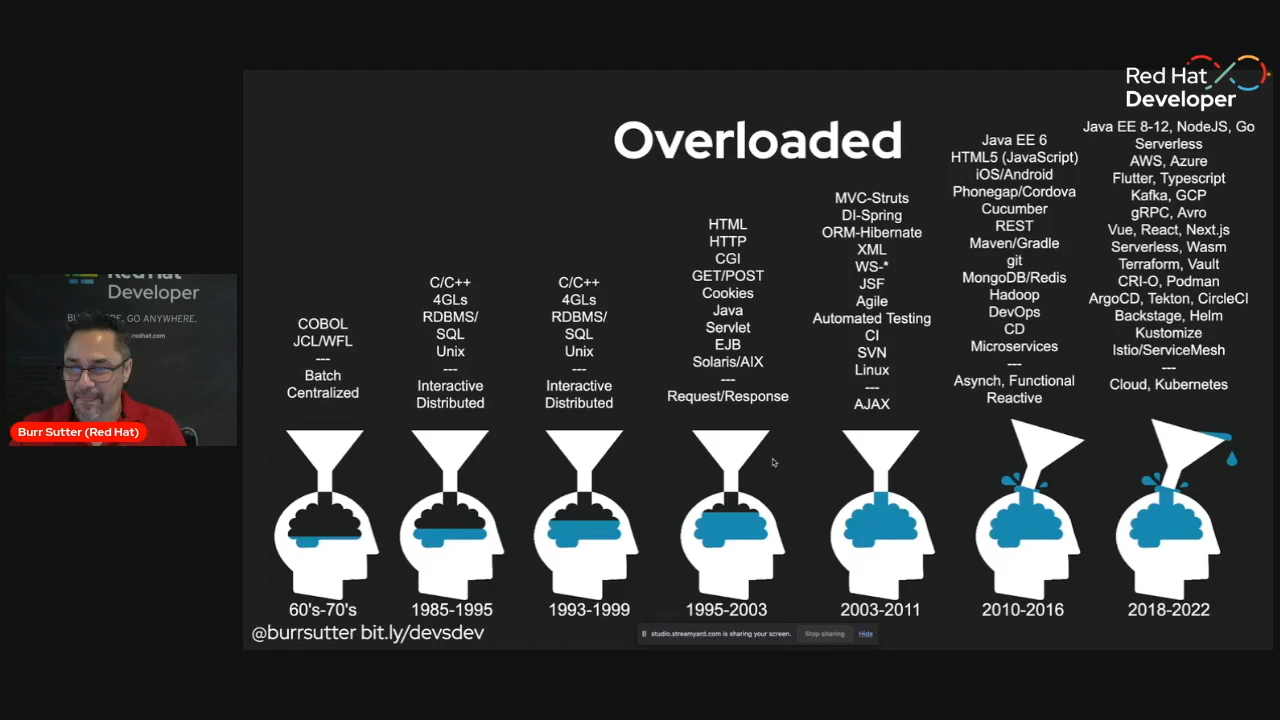 Red Hat
Developer
Overloaded
COBOL
JCL/WFL
---
Batch
Centralized
C/C++
4GLs
RDBMS/
SQL
Unix
---
Interactive
Distributed
C/C++
4GLs
RDBMS/
SQL
Unix
---
Interactive
Distributed
HTML
HTTP
CGI
GET/POST
Cookies
Java
Servlet
EJB
Solaris/AIX
---
Request/Response
MVC-Struts
DI-Spring
ORM-Hibernate
XML
WS-*
JSF
Agile
Automated Testing
CI
SVN
Linux
---
AJAX
Java EE 6
HTML5 (JavaScript)
iOS/Android
Phonegap/Cordova
Cucumber
REST
Maven/Gradle
git
MongoDB/Redis
Hadoop
DevOps
CD
Microservices
---
Asynch, Functional
Reactive
Java EE 8-12, NodeJS, Go
Serverless
AWS, Azure
Flutter, Typescript
Kafka, GCP
gRPC, Avro
Vue, React, Next.js
Serverless, Wasm
Terraform, Vault
CRI-O, Podman
ArgoCD, Tekton, CircleCI
Backstage, Helm
Kustomize
Istio/ServiceMesh
---
Cloud, Kubernetes
60's-70's
1985-1995
1993-1999
1995-2003
2003-2011
2010-2016
2018-2022
@burrsutter bit.ly/devsdev
studio.streamyard.com is sharing your screen.
Stop sharing
Hide
Red Hat
Developer
GO ANYWHERE.
redhat.com
Burr Sutter (Red Hat)